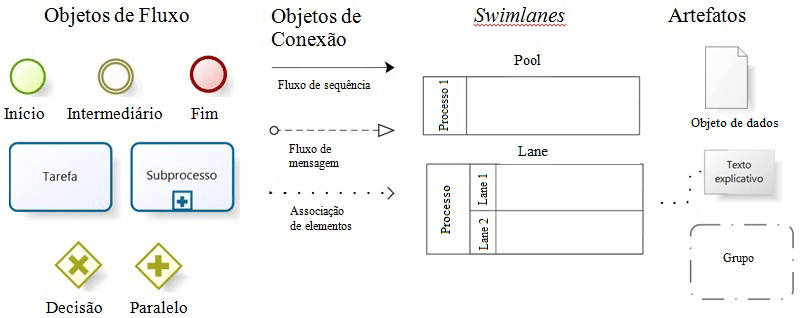 Objetos de Fluxo
Início
Intermediário
Fim
Tarefa
Subprocesso
Decisão
Paralelo
Objetos de
Conexão
Fluxo de sequência
Fluxo de
mensagem
Associação
de elementos
Swimlanes
Pool
Processo 1
Lane
Processo
Lane 1
Lane 2
Artefatos
Objeto de dados
Texto
explicativo
Grupo